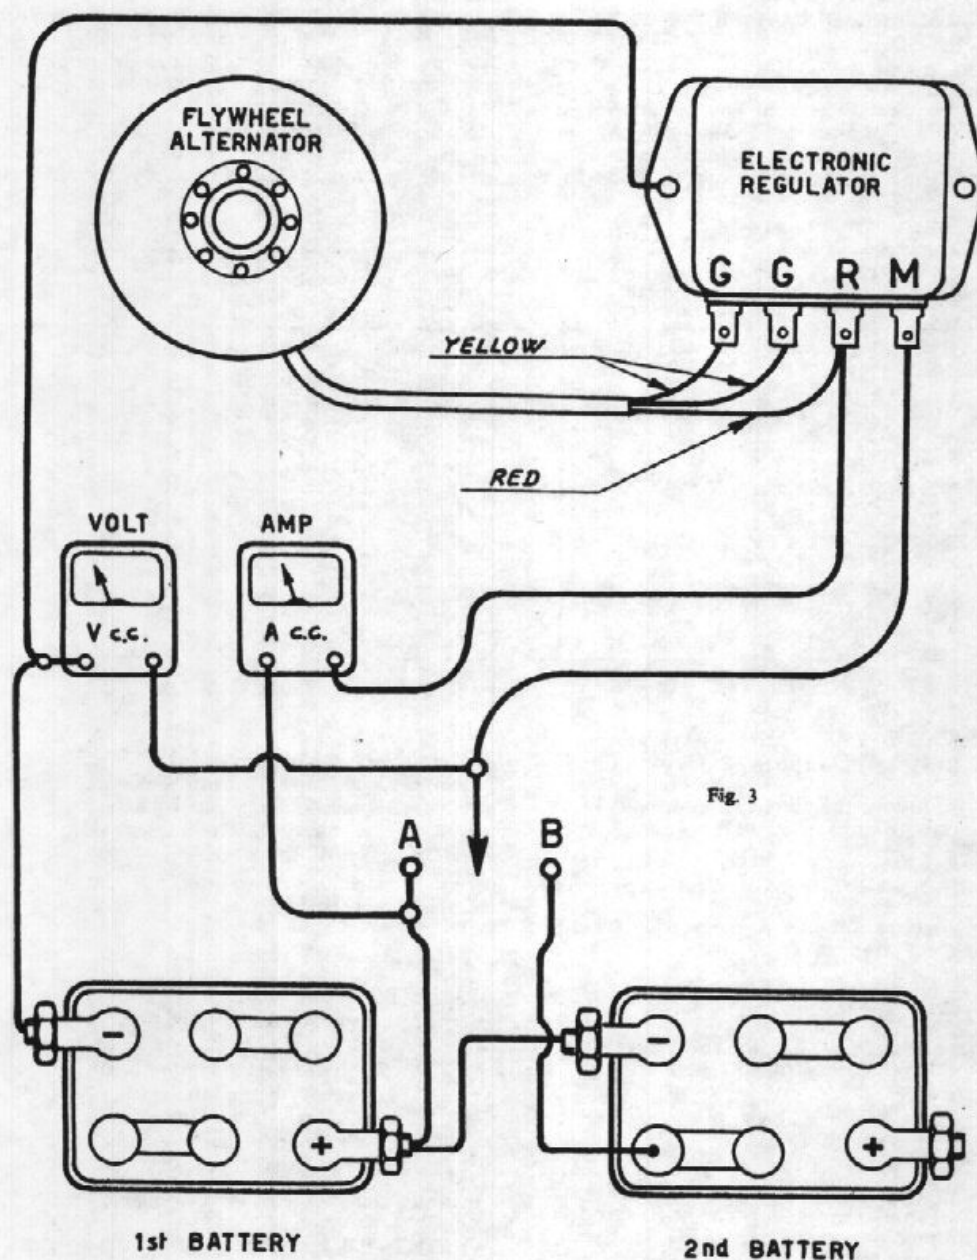 FLYWHEEL
ALTERNATOR
ELECTRONIC
REGULATOR
G G R M
YELLOW
RED
VOLT
AMP
V c.c.
A c.c.
Fig. 3
A
B
-
+
-
+
1st BATTERY
2nd BATTERY